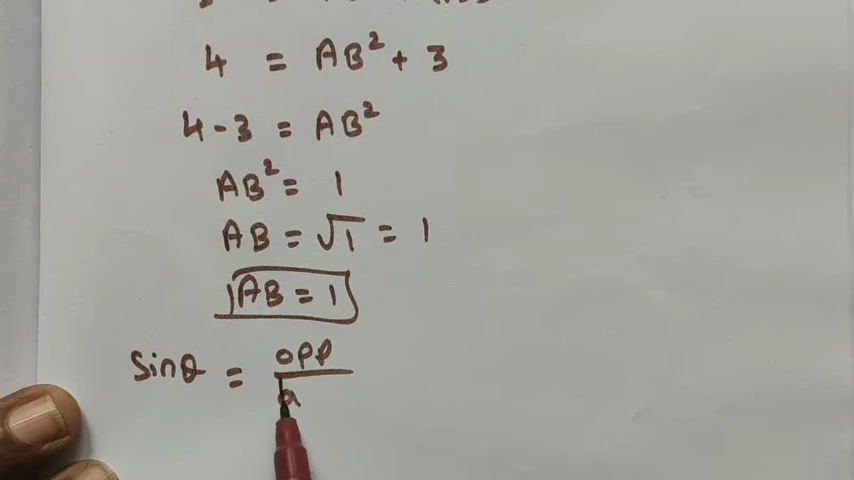 4 = AB² + 3
4 - 3 = AB²
AB² = 1
AB = √1 = 1
AB = 1
Sinθ = opp / a